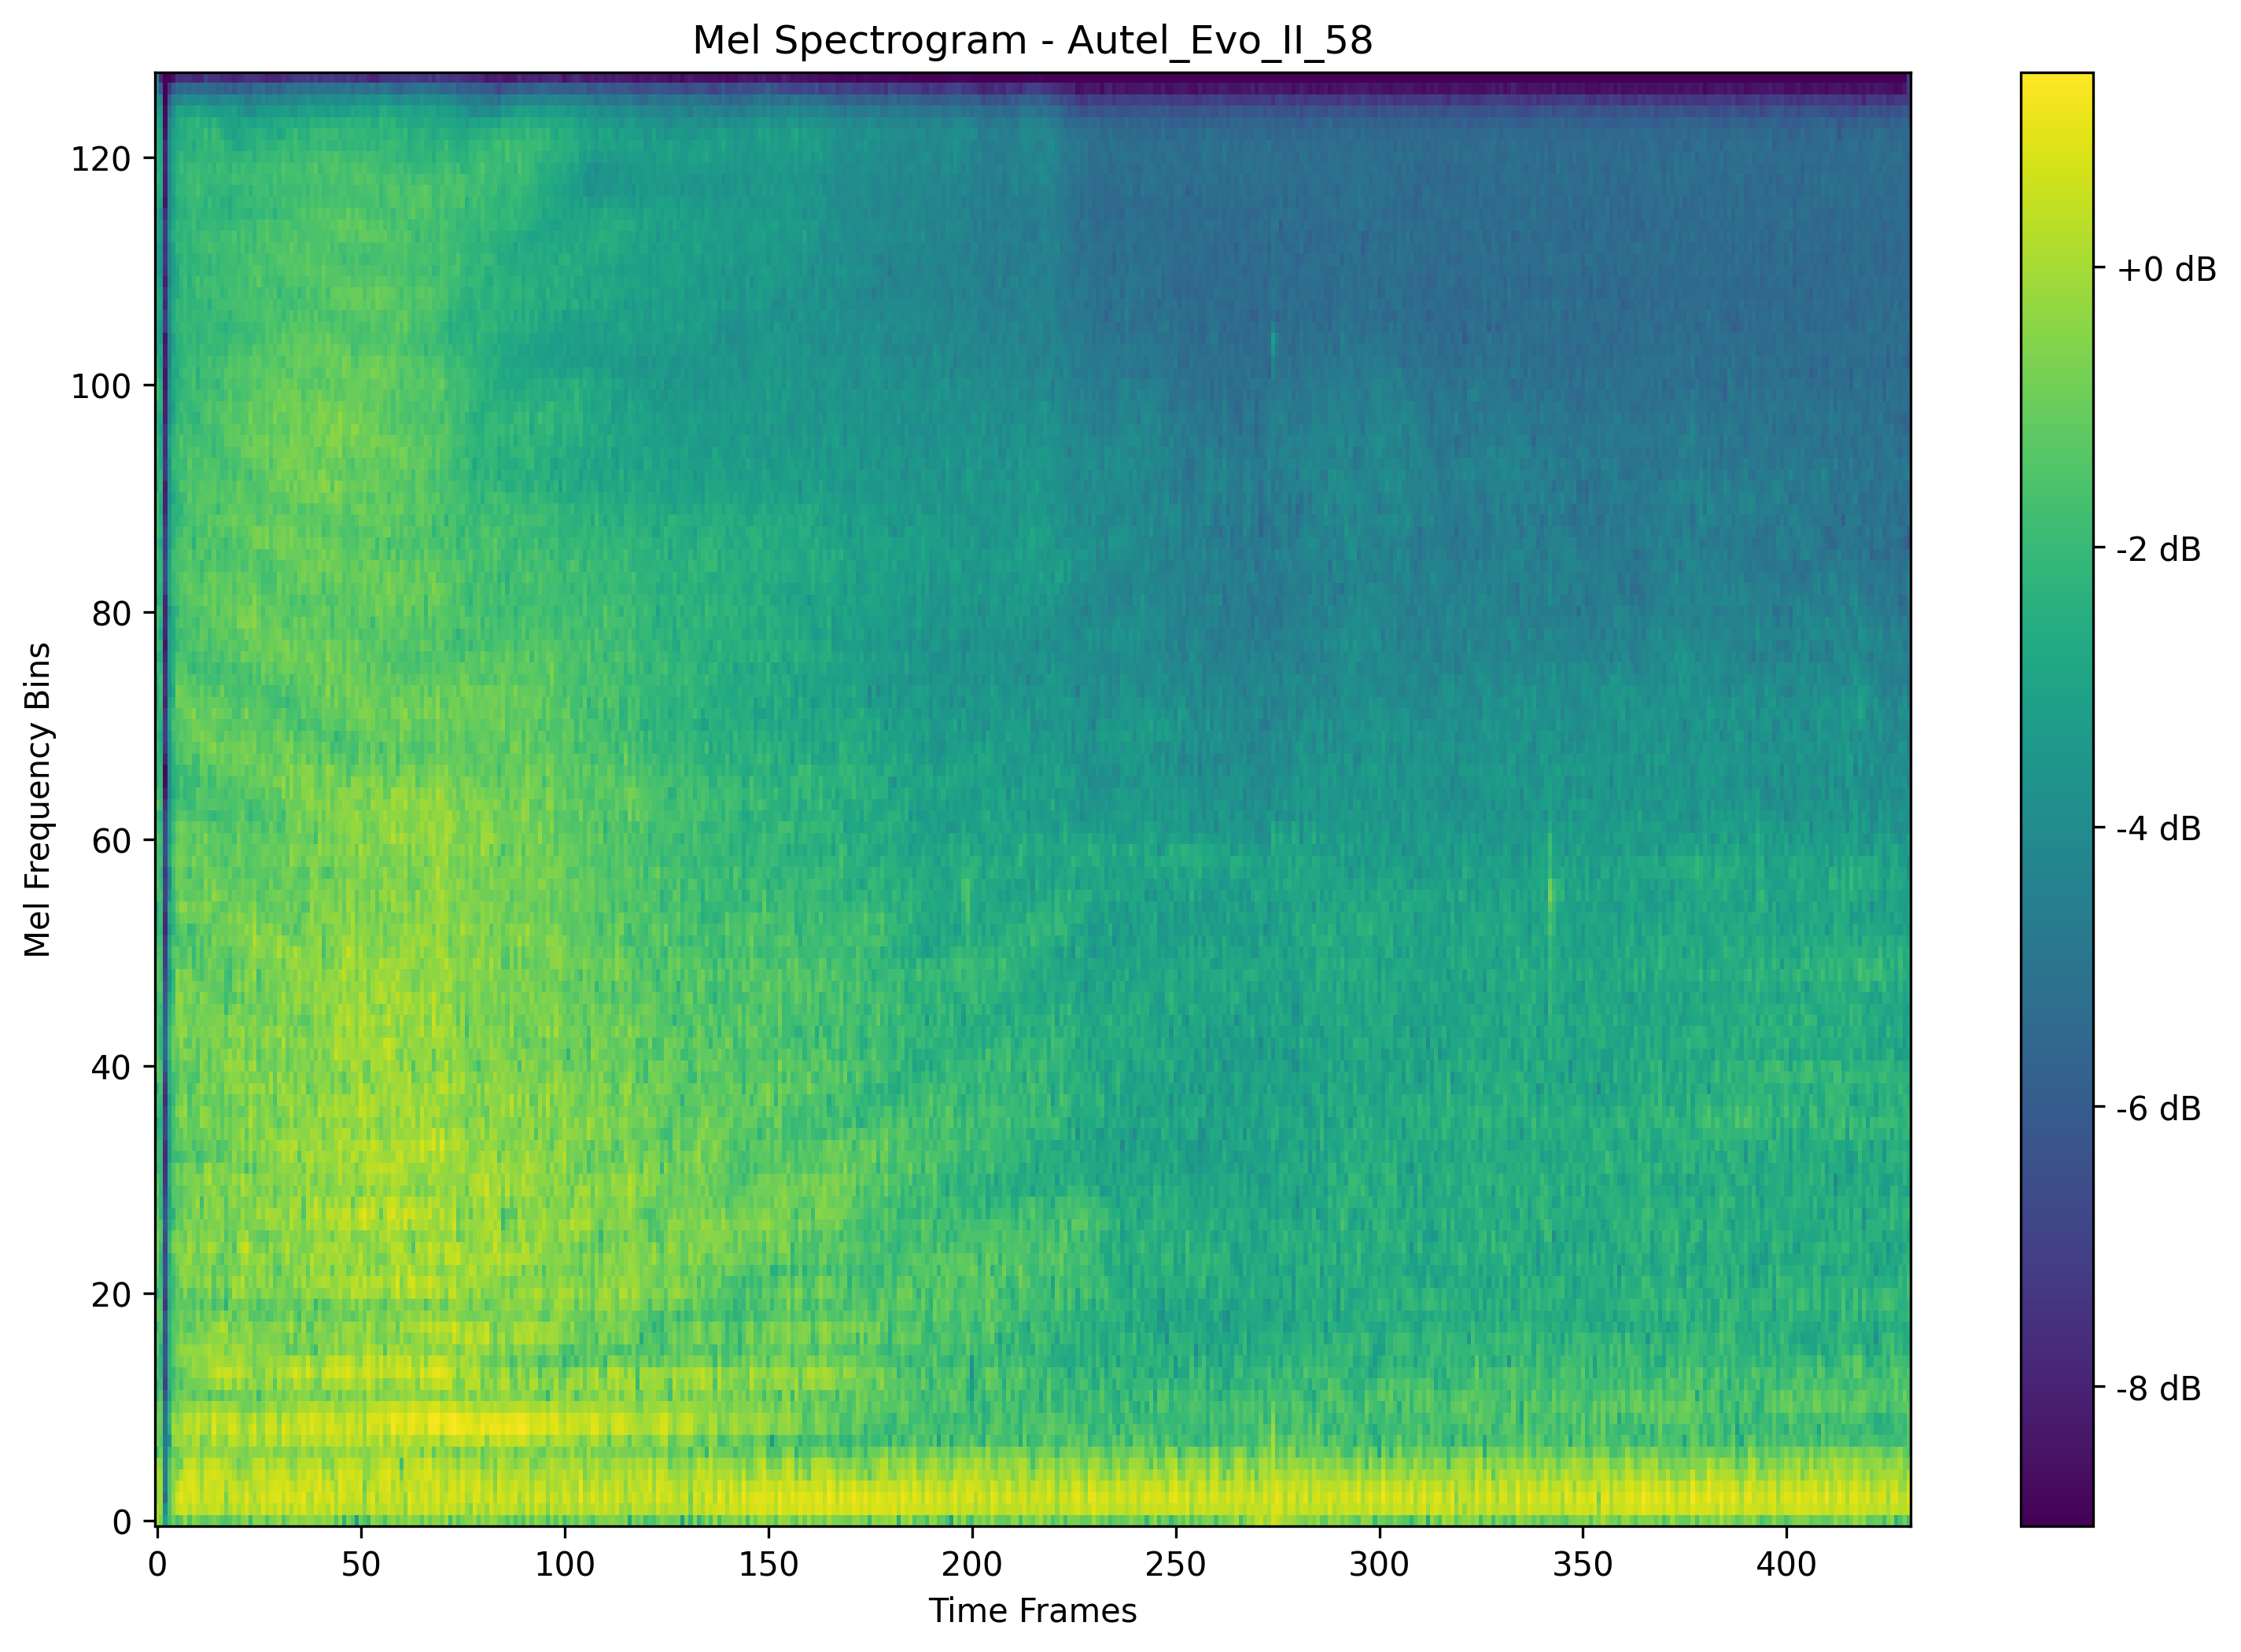 Mel Spectrogram - Autel_Evo_II_58
Mel Frequency Bins
120
100
80
60
40
20
0
0 50 100 150 200 250 300 350 400
Time Frames
+0 dB
-2 dB
-4 dB
-6 dB
-8 dB